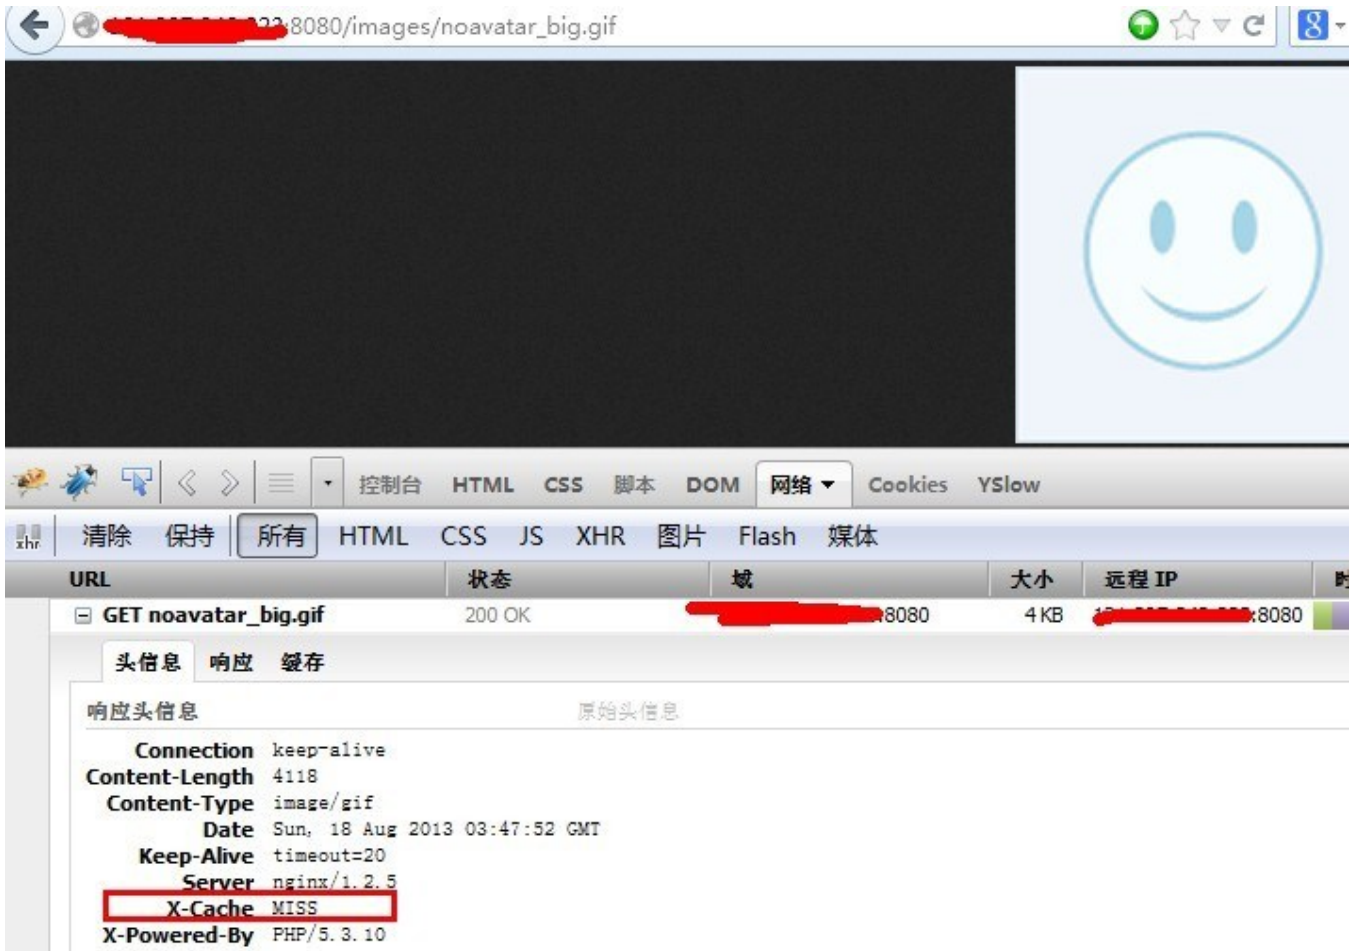 :8080/images/noavatar_big.gif
8
控制台 HTML CSS 脚本 DOM 网络 Cookies YSlow
xhr 清除 保持 所有 HTML CSS JS XHR 图片 Flash 媒体
URL 状态 域 大小 远程 IP
GET noavatar_big.gif 200 OK :8080 4 KB :8080
头信息 响应 缓存
响应头信息 原始头信息
Connection keep-alive
Content-Length 4118
Content-Type image/gif
Date Sun, 18 Aug 2013 03:47:52 GMT
Keep-Alive timeout=20
Server nginx/1.2.5
X-Cache MISS
X-Powered-By PHP/5.3.10